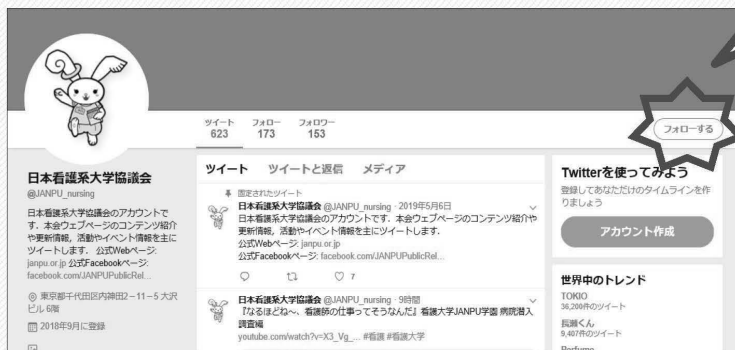 ツイート フォロー フォロワー
623 173 153
フォローする
日本看護系大学協議会
@JANPU_nursing
日本看護系大学協議会のアカウントで
す．本会ウェブページのコンテンツ紹介
や更新情報，活動やイベント情報を主に
ツイートします． 公式Webページ:
janpu.or.jp 公式Facebookページ:
facebook.com/JANPUPublicRel...
東京都千代田区内神田2－11－5 大沢
ビル 6階
2018年9月に登録
ツイート ツイートと返信 メディア
固定されたツイート
日本看護系大学協議会 @JANPU_nursing · 2019年5月6日
日本看護系大学協議会のアカウントです．本会ウェブページのコンテンツ紹介や
更新情報，活動やイベント情報を主にツイートします．
公式Webページ: janpu.or.jp
公式Facebookページ: facebook.com/JANPUPublicRel...
7
日本看護系大学協議会 @JANPU_nursing · 9時間
『なるほどね～、看護師の仕事ってそうなんだ』看護大学JANPU学園 病院潜入
調査編
youtube.com/watch?v=X3_Vg_... #看護 #看護大学
Twitterを使ってみよう
登録してあなただけのタイムラインを作
りましょう
アカウント作成
世界中のトレンド
TOKIO
36,200件のツイート
長瀬くん
9,407件のツイート
Perfume